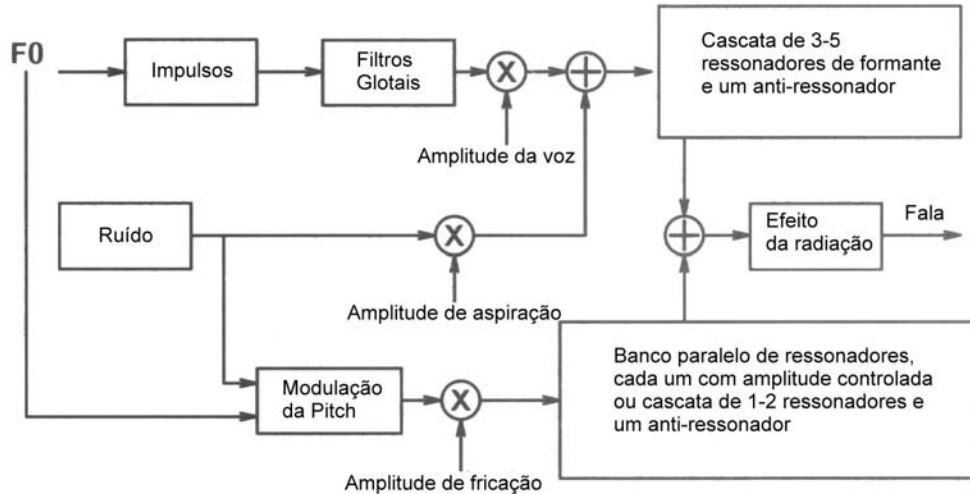 F0
Impulsos
Filtros
Glotais
X
+
Cascata de 3-5
ressonadores de formante
e um anti-ressonador
Amplitude da voz
Ruído
X
+
Efeito
da radiação
Fala
Amplitude de aspiração
Modulação
da Pitch
X
Banco paralelo de ressonadores,
cada um com amplitude controlada
ou cascata de 1-2 ressonadores e
um anti-ressonador
Amplitude de fricação